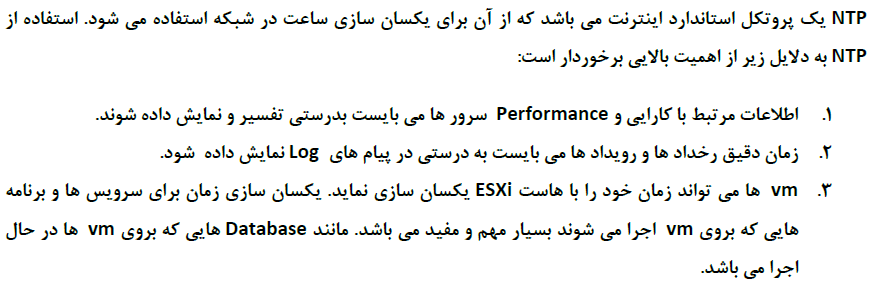 NTP یک پروتکل استاندارد اینترنت می باشد که از آن برای یکسان سازی ساعت در شبکه استفاده می شود. استفاده از
NTP به دلایل زیر از اهمیت بالایی برخوردار است:
۱. اطلاعات مرتبط با کارایی و Performance سرور ها می بایست بدرستی تفسیر و نمایش داده شوند.
۲. زمان دقیق رخداد ها و رویداد ها می بایست به درستی در پیام های Log نمایش داده شود.
۳. vm ها می تواند زمان خود را با هاست ESXi یکسان سازی نماید. یکسان سازی زمان برای سرویس ها و برنامه
هایی که بروی vm اجرا می شوند بسیار مهم و مفید می باشد. مانند Database هایی که بروی vm ها در حال
اجرا می باشد.